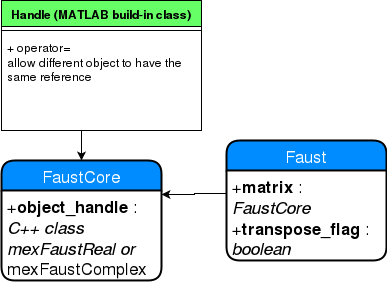 Handle (MATLAB build-in class)
+ operator=
allow different object to have the
same reference
FaustCore
+object_handle :
C++ class
mexFaustReal or
mexFaustComplex
Faust
+matrix :
FaustCore
+transpose_flag :
boolean